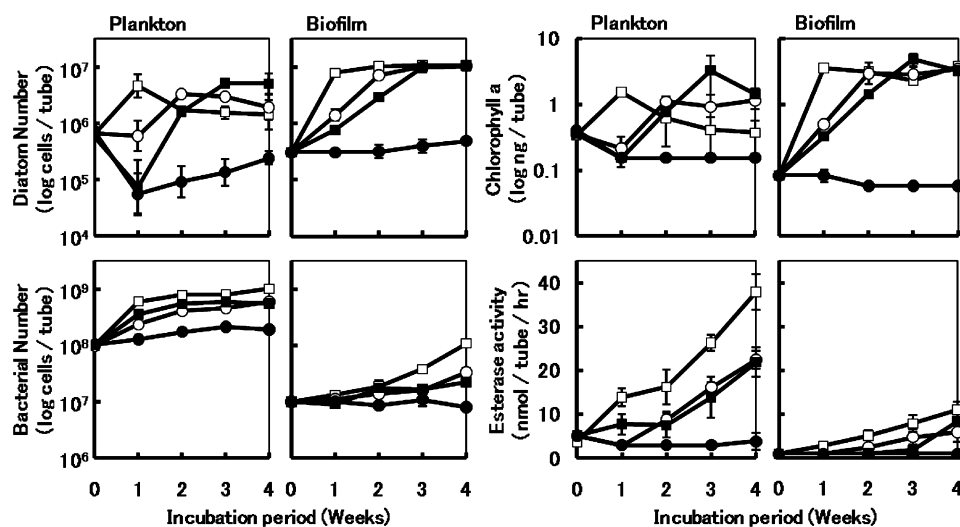 Plankton Biofilm Plankton Biofilm
Diatom Number
(log cells / tube)
10⁷
10⁶
10⁵
10⁴
Chlorophyll a
(log ng / tube)
10
1
0.1
0.01
Bacterial Number
(log cells / tube)
10⁹
10⁸
10⁷
10⁶
Esterase activity
(nmol / tube / hr)
40
30
20
10
0
0 1 2 3 4 0 1 2 3 4 0 1 2 3 4 0 1 2 3 4
Incubation period (Weeks) Incubation period (Weeks)